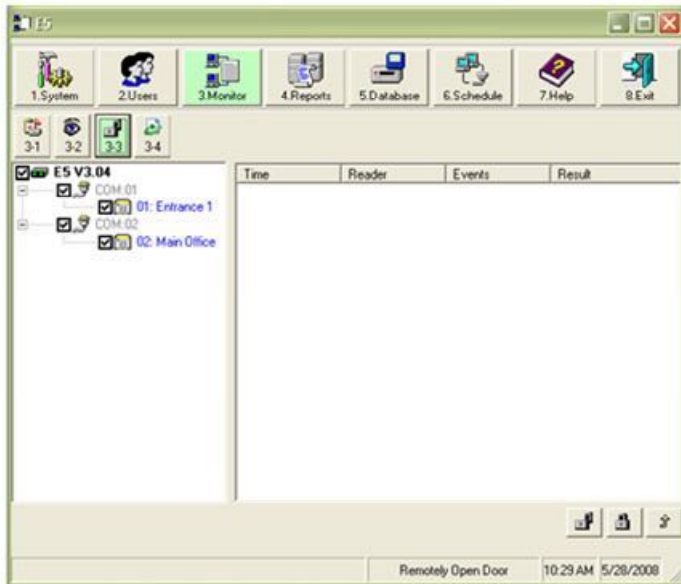 E5
1.System 2.Users 3.Monitor 4.Reports 5.Database 6.Schedule 7.Help 8.Exit
3-1 3-2 3-3 3-4
E5 V3.04
COM:01
01: Entrance 1
COM:02
02: Main Office
Time Reader Events Result
Remotely Open Door 10:29 AM 5/28/2008